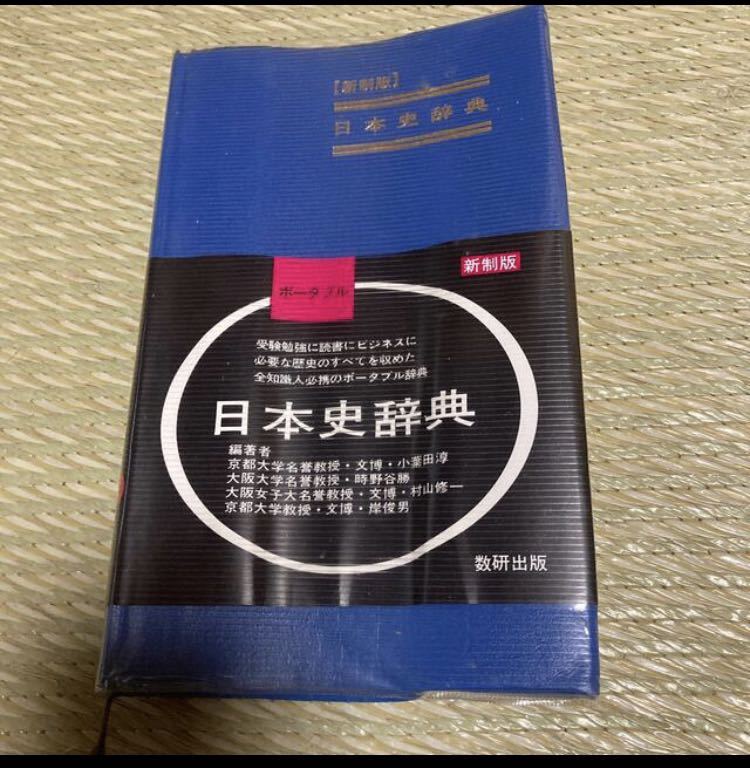 [新制版]
日本史辞典
新制版
ポータブル
受験勉強に読書にビジネスに
必要な歴史のすべてを収めた
全知識人必携のポータブル辞典
日本史辞典
編著者
京都大学名誉教授・文博・小葉田淳
大阪大学名誉教授・時野谷勝
大阪女子大名誉教授・文博・村山修一
京都大学教授・文博・岸俊男
数研出版